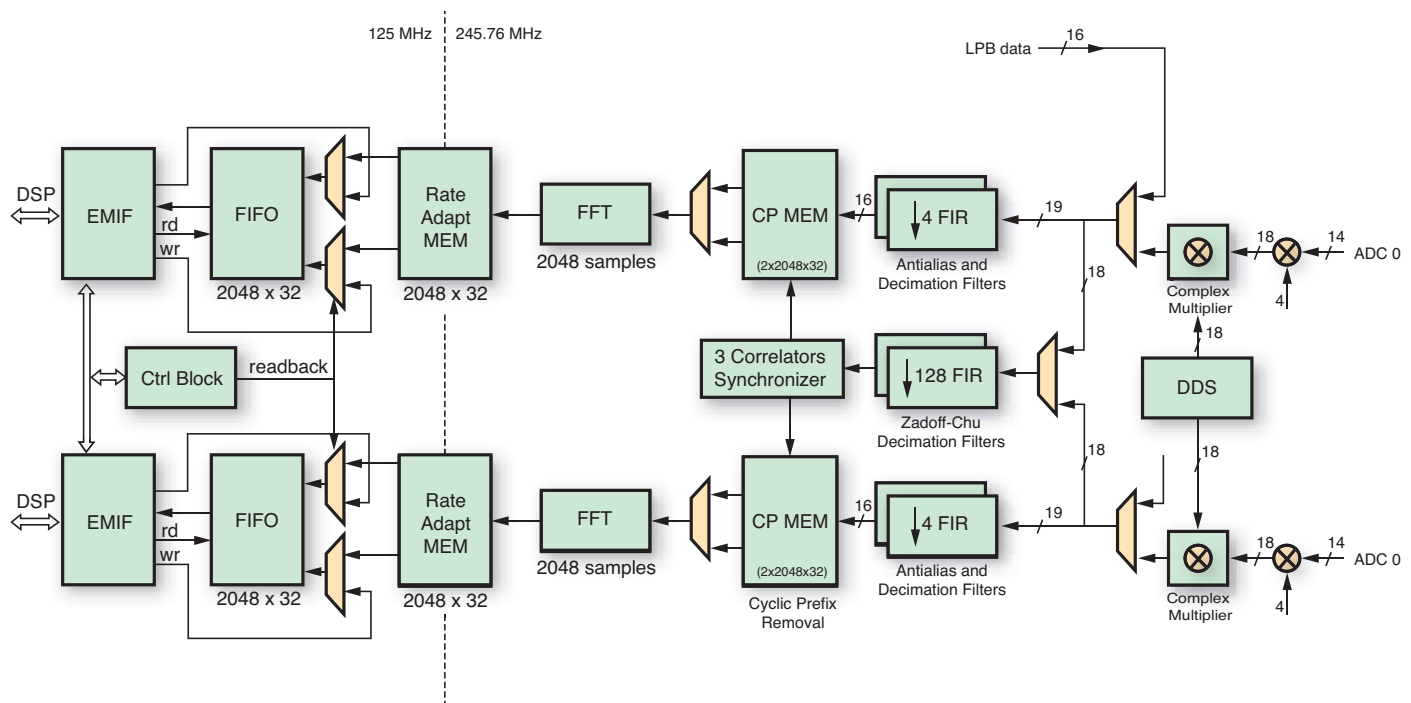 125 MHz
245.76 MHz
LPB data
16
DSP
EMIF
rd
wr
FIFO
2048 x 32
Rate
Adapt
MEM
2048 x 32
FFT
2048 samples
CP MEM
(2x2048x32)
16
4 FIR
Antialias and
Decimation Filters
19
18
Complex
Multiplier
18
14
ADC 0
4
18
Ctrl Block
readback
3 Correlators
Synchronizer
128 FIR
Zadoff-Chu
Decimation Filters
DDS
18
18
DSP
EMIF
rd
wr
FIFO
2048 x 32
Rate
Adapt
MEM
2048 x 32
FFT
2048 samples
CP MEM
(2x2048x32)
Cyclic Prefix
Removal
16
4 FIR
Antialias and
Decimation Filters
19
Complex
Multiplier
18
14
ADC 0
4